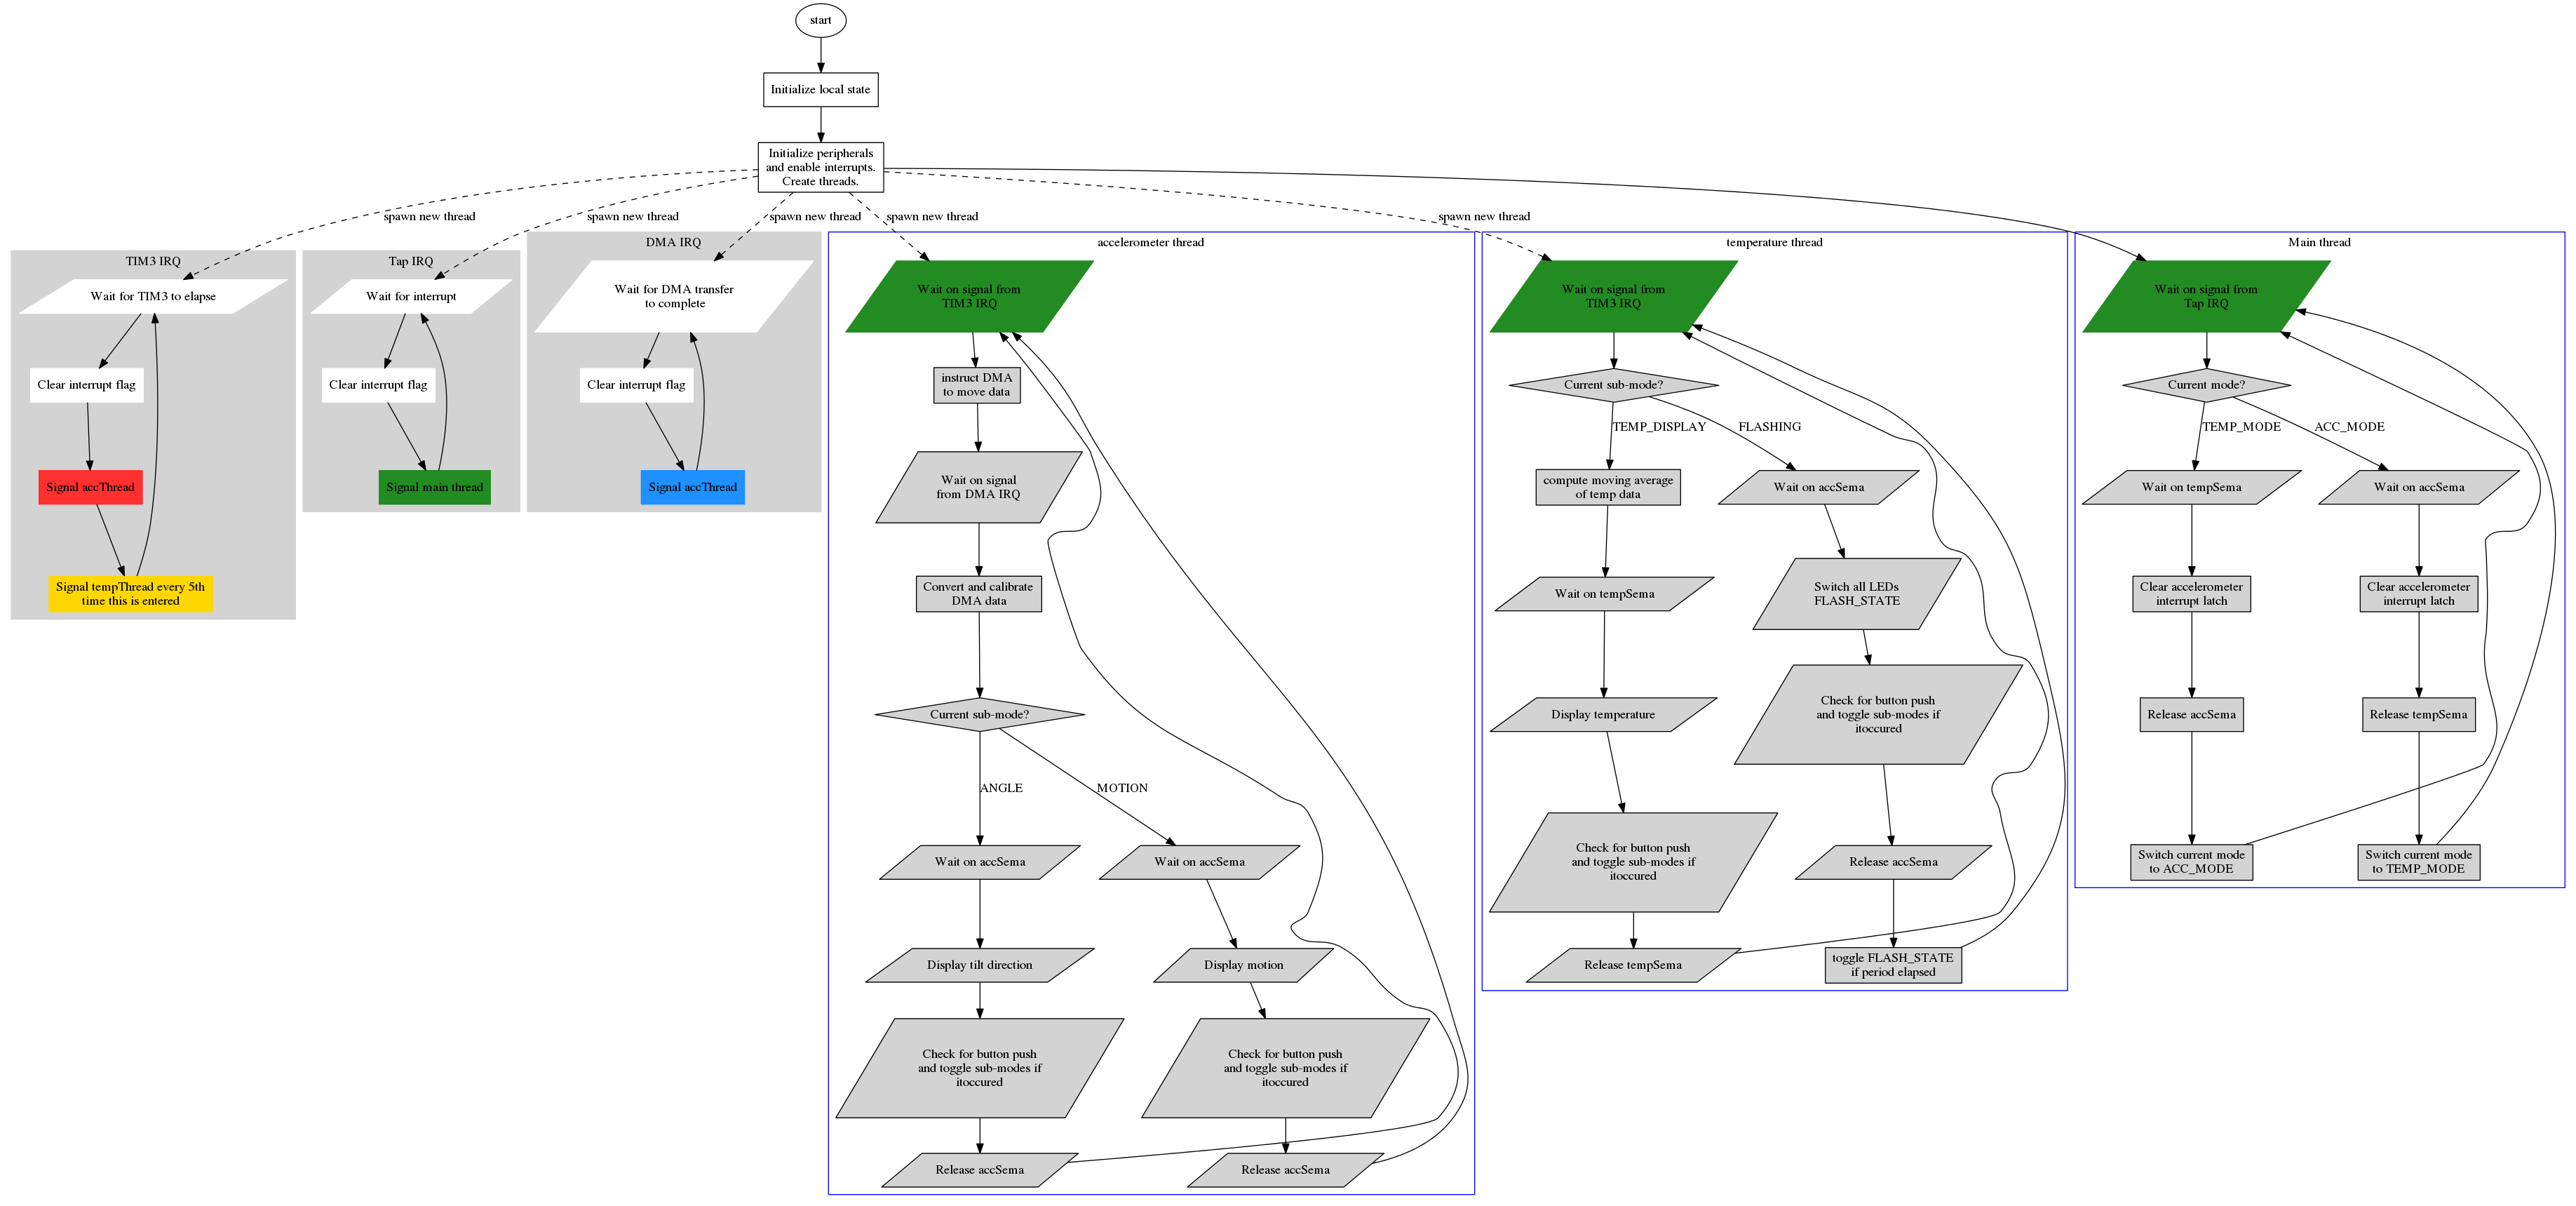 start
Initialize local state
Initialize peripherals
and enable interrupts.
Create threads.
spawn new thread
spawn new thread
spawn new thread
spawn new thread
spawn new thread
TIM3 IRQ
Wait for TIM3 to elapse
Clear interrupt flag
Signal accThread
Signal tempThread every 5th
time this is entered
Tap IRQ
Wait for interrupt
Clear interrupt flag
Signal main thread
DMA IRQ
Wait for DMA transfer
to complete
Clear interrupt flag
Signal accThread
accelerometer thread
Wait on signal from
TIM3 IRQ
instruct DMA
to move data
Wait on signal
from DMA IRQ
Convert and calibrate
DMA data
Current sub-mode?
ANGLE
MOTION
Wait on accSema
Display tilt direction
Check for button push
and toggle sub-modes if
itoccured
Release accSema
Wait on accSema
Display motion
Check for button push
and toggle sub-modes if
itoccured
Release accSema
temperature thread
Wait on signal from
TIM3 IRQ
Current sub-mode?
TEMP_DISPLAY
FLASHING
compute moving average
of temp data
Wait on tempSema
Display temperature
Check for button push
and toggle sub-modes if
itoccured
Release tempSema
Wait on accSema
Switch all LEDs
FLASH_STATE
Check for button push
and toggle sub-modes if
itoccured
Release accSema
toggle FLASH_STATE
if period elapsed
Main thread
Wait on signal from
Tap IRQ
Current mode?
TEMP_MODE
ACC_MODE
Wait on tempSema
Clear accelerometer
interrupt latch
Release accSema
Switch current mode
to ACC_MODE
Wait on accSema
Clear accelerometer
interrupt latch
Release tempSema
Switch current mode
to TEMP_MODE